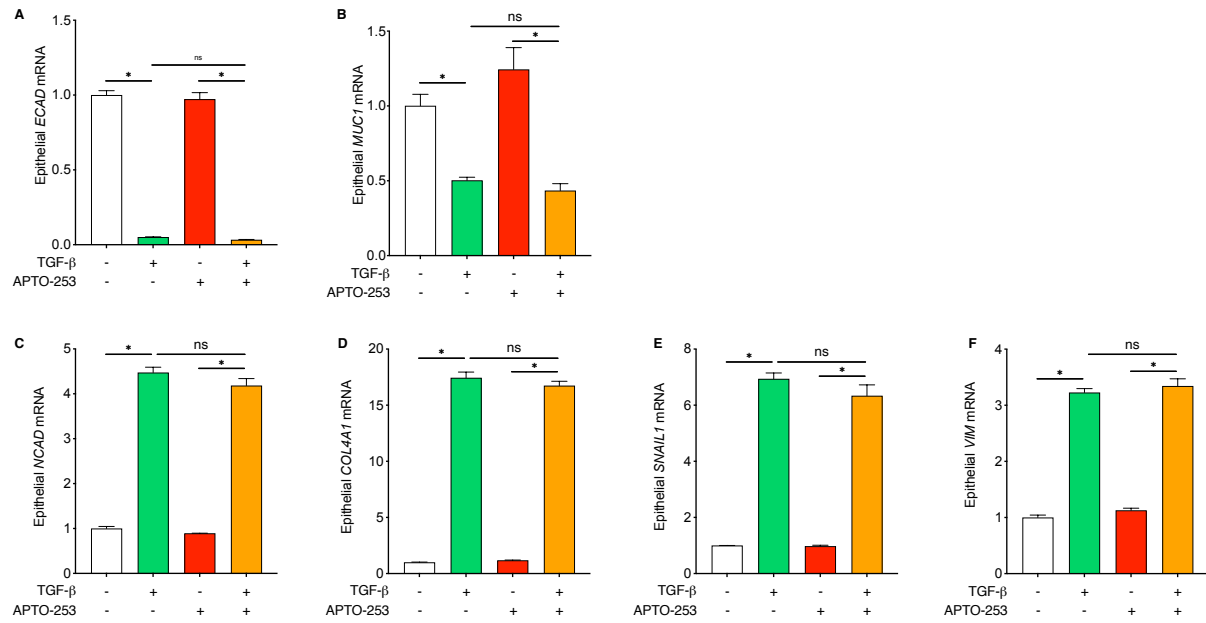 A
Epithelial ECAD mRNA
1.5
1.0
0.5
0.0
ns
*
*
TGF-β - + - +
APTO-253 - - + +
B
Epithelial MUC1 mRNA
1.5
1.0
0.5
0.0
ns
*
*
TGF-β - + - +
APTO-253 - - + +
C
Epithelial NCAD mRNA
5
4
3
2
1
0
* ns
*
TGF-β - + - +
APTO-253 - - + +
D
Epithelial COL4A1 mRNA
20
15
10
5
0
* ns
*
TGF-β - + - +
APTO-253 - - + +
E
Epithelial SNAIL1 mRNA
8
6
4
2
0
* ns
*
TGF-β - + - +
APTO-253 - - + +
F
Epithelial VIM mRNA
4
3
2
1
0
ns
*
*
TGF-β - + - +
APTO-253 - - + +